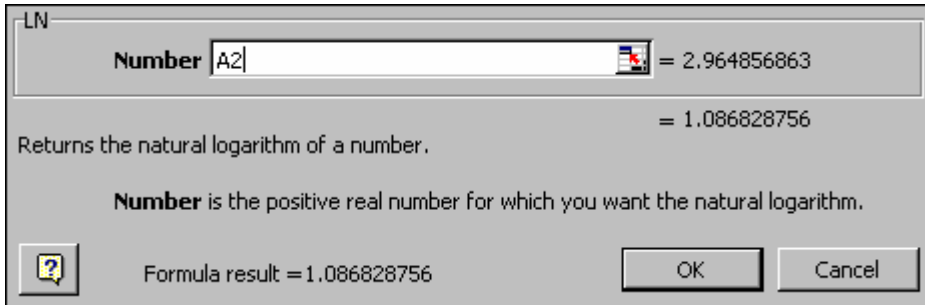 LN
Number A2 = 2.964856863
= 1.086828756
Returns the natural logarithm of a number.
Number is the positive real number for which you want the natural logarithm.
? Formula result =1.086828756 OK Cancel